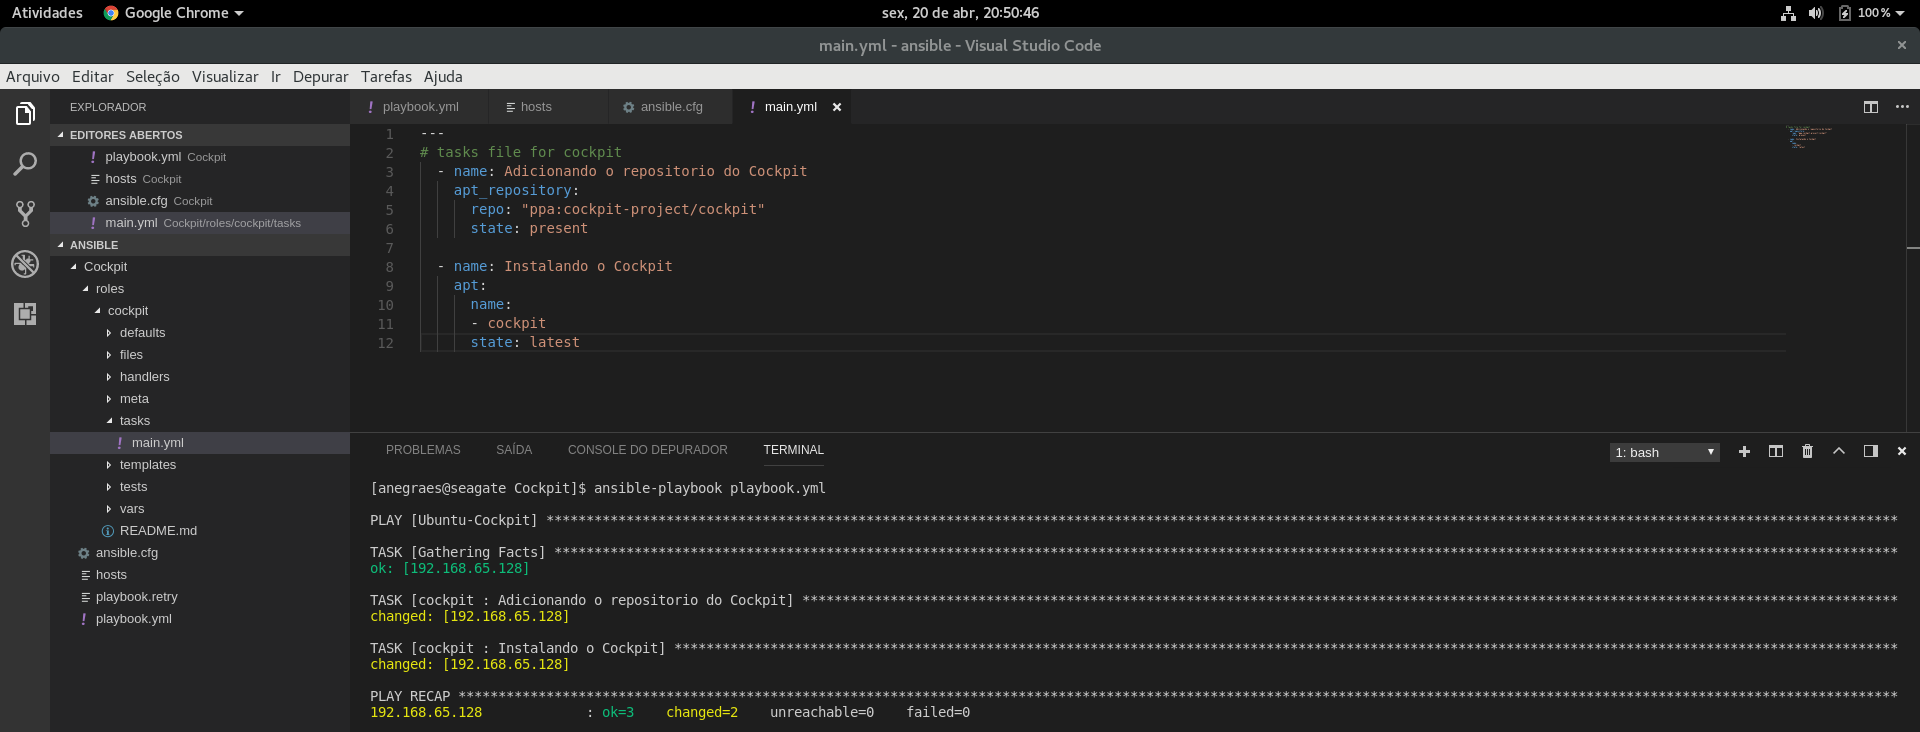 Atividades Google Chrome sex, 20 de abr, 20:50:46 100%
main.yml - ansible - Visual Studio Code
Arquivo Editar Seleção Visualizar Ir Depurar Tarefas Ajuda
EXPLORADOR
EDITORES ABERTOS
playbook.yml Cockpit
hosts Cockpit
ansible.cfg Cockpit
main.yml Cockpit/roles/cockpit/tasks
ANSIBLE
Cockpit
roles
cockpit
defaults
files
handlers
meta
tasks
main.yml
templates
tests
vars
README.md
ansible.cfg
hosts
playbook.retry
playbook.yml
playbook.yml hosts ansible.cfg main.yml
1 ---
2 # tasks file for cockpit
3 - name: Adicionando o repositorio do Cockpit
4 apt_repository:
5 repo: "ppa:cockpit-project/cockpit"
6 state: present
7
8 - name: Instalando o Cockpit
9 apt:
10 name:
11 - cockpit
12 state: latest
PROBLEMAS SAÍDA CONSOLE DO DEPURADOR TERMINAL 1: bash
[anegraes@seagate Cockpit]$ ansible-playbook playbook.yml
PLAY [Ubuntu-Cockpit] *************************************************************************************************************************************************************************
TASK [Gathering Facts] ************************************************************************************************************************************************************************
ok: [192.168.65.128]
TASK [cockpit : Adicionando o repositorio do Cockpit] *****************************************************************************************************************************************
changed: [192.168.65.128]
TASK [cockpit : Instalando o Cockpit] *********************************************************************************************************************************************************
changed: [192.168.65.128]
PLAY RECAP ************************************************************************************************************************************************************************************
192.168.65.128 : ok=3 changed=2 unreachable=0 failed=0